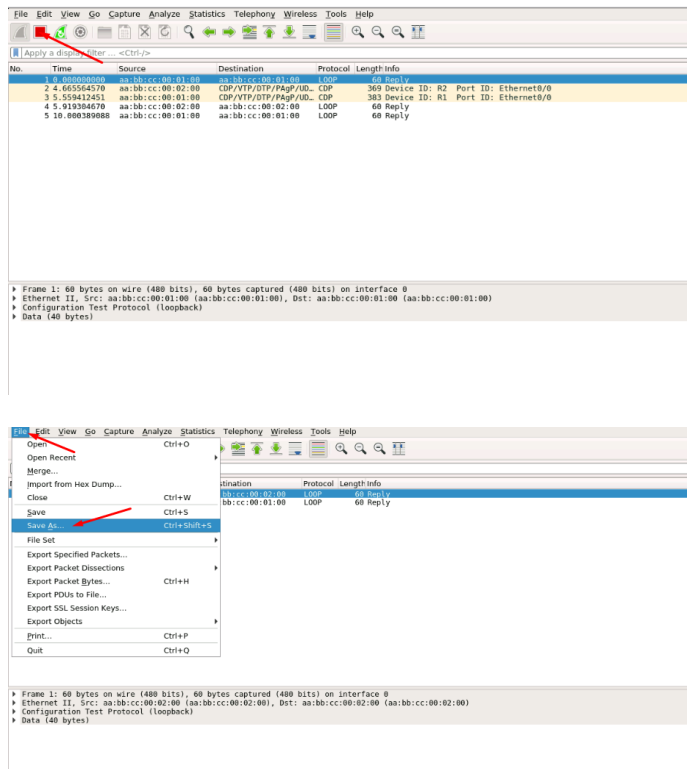 File Edit View Go Capture Analyze Statistics Telephony Wireless Tools Help
Apply a display filter ... <Ctrl-/>
No. Time Source Destination Protocol Length Info
1 0.000000000 aa:bb:cc:00:01:00 aa:bb:cc:00:01:00 LOOP 60 Reply
2 4.665564570 aa:bb:cc:00:02:00 CDP/VTP/DTP/PAgP/UD… CDP 369 Device ID: R2 Port ID: Ethernet0/0
3 5.559412451 aa:bb:cc:00:01:00 CDP/VTP/DTP/PAgP/UD… CDP 383 Device ID: R1 Port ID: Ethernet0/0
4 5.919304670 aa:bb:cc:00:02:00 aa:bb:cc:00:02:00 LOOP 60 Reply
5 10.000389088 aa:bb:cc:00:01:00 aa:bb:cc:00:01:00 LOOP 60 Reply
Frame 1: 60 bytes on wire (480 bits), 60 bytes captured (480 bits) on interface 0
Ethernet II, Src: aa:bb:cc:00:01:00 (aa:bb:cc:00:01:00), Dst: aa:bb:cc:00:01:00 (aa:bb:cc:00:01:00)
Configuration Test Protocol (loopback)
Data (40 bytes)
File Edit View Go Capture Analyze Statistics Telephony Wireless Tools Help
Open Ctrl+O
Open Recent
Merge...
Import from Hex Dump...
Close Ctrl+W
Save Ctrl+S
Save As... Ctrl+Shift+S
File Set
Export Specified Packets...
Export Packet Dissections
Export Packet Bytes... Ctrl+H
Export PDUs to File...
Export SSL Session Keys...
Export Objects
Print... Ctrl+P
Quit Ctrl+Q
stination Protocol Length Info
bb:cc:00:02:00 LOOP 60 Reply
bb:cc:00:01:00 LOOP 60 Reply
Frame 1: 60 bytes on wire (480 bits), 60 bytes captured (480 bits) on interface 0
Ethernet II, Src: aa:bb:cc:00:02:00 (aa:bb:cc:00:02:00), Dst: aa:bb:cc:00:02:00 (aa:bb:cc:00:02:00)
Configuration Test Protocol (loopback)
Data (40 bytes)